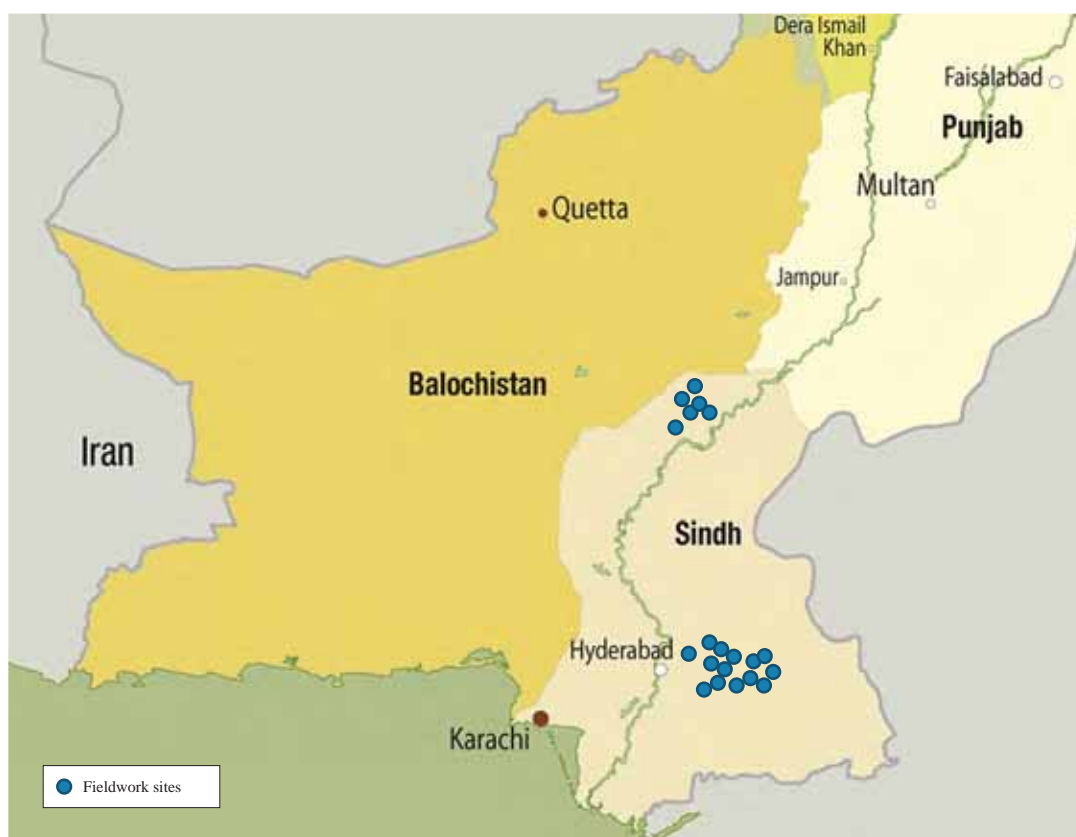 Dera Ismail
Khan
Faisalabad
Punjab
Multan
Quetta
Jampur
Balochistan
Iran
Sindh
Hyderabad
Karachi
Fieldwork sites